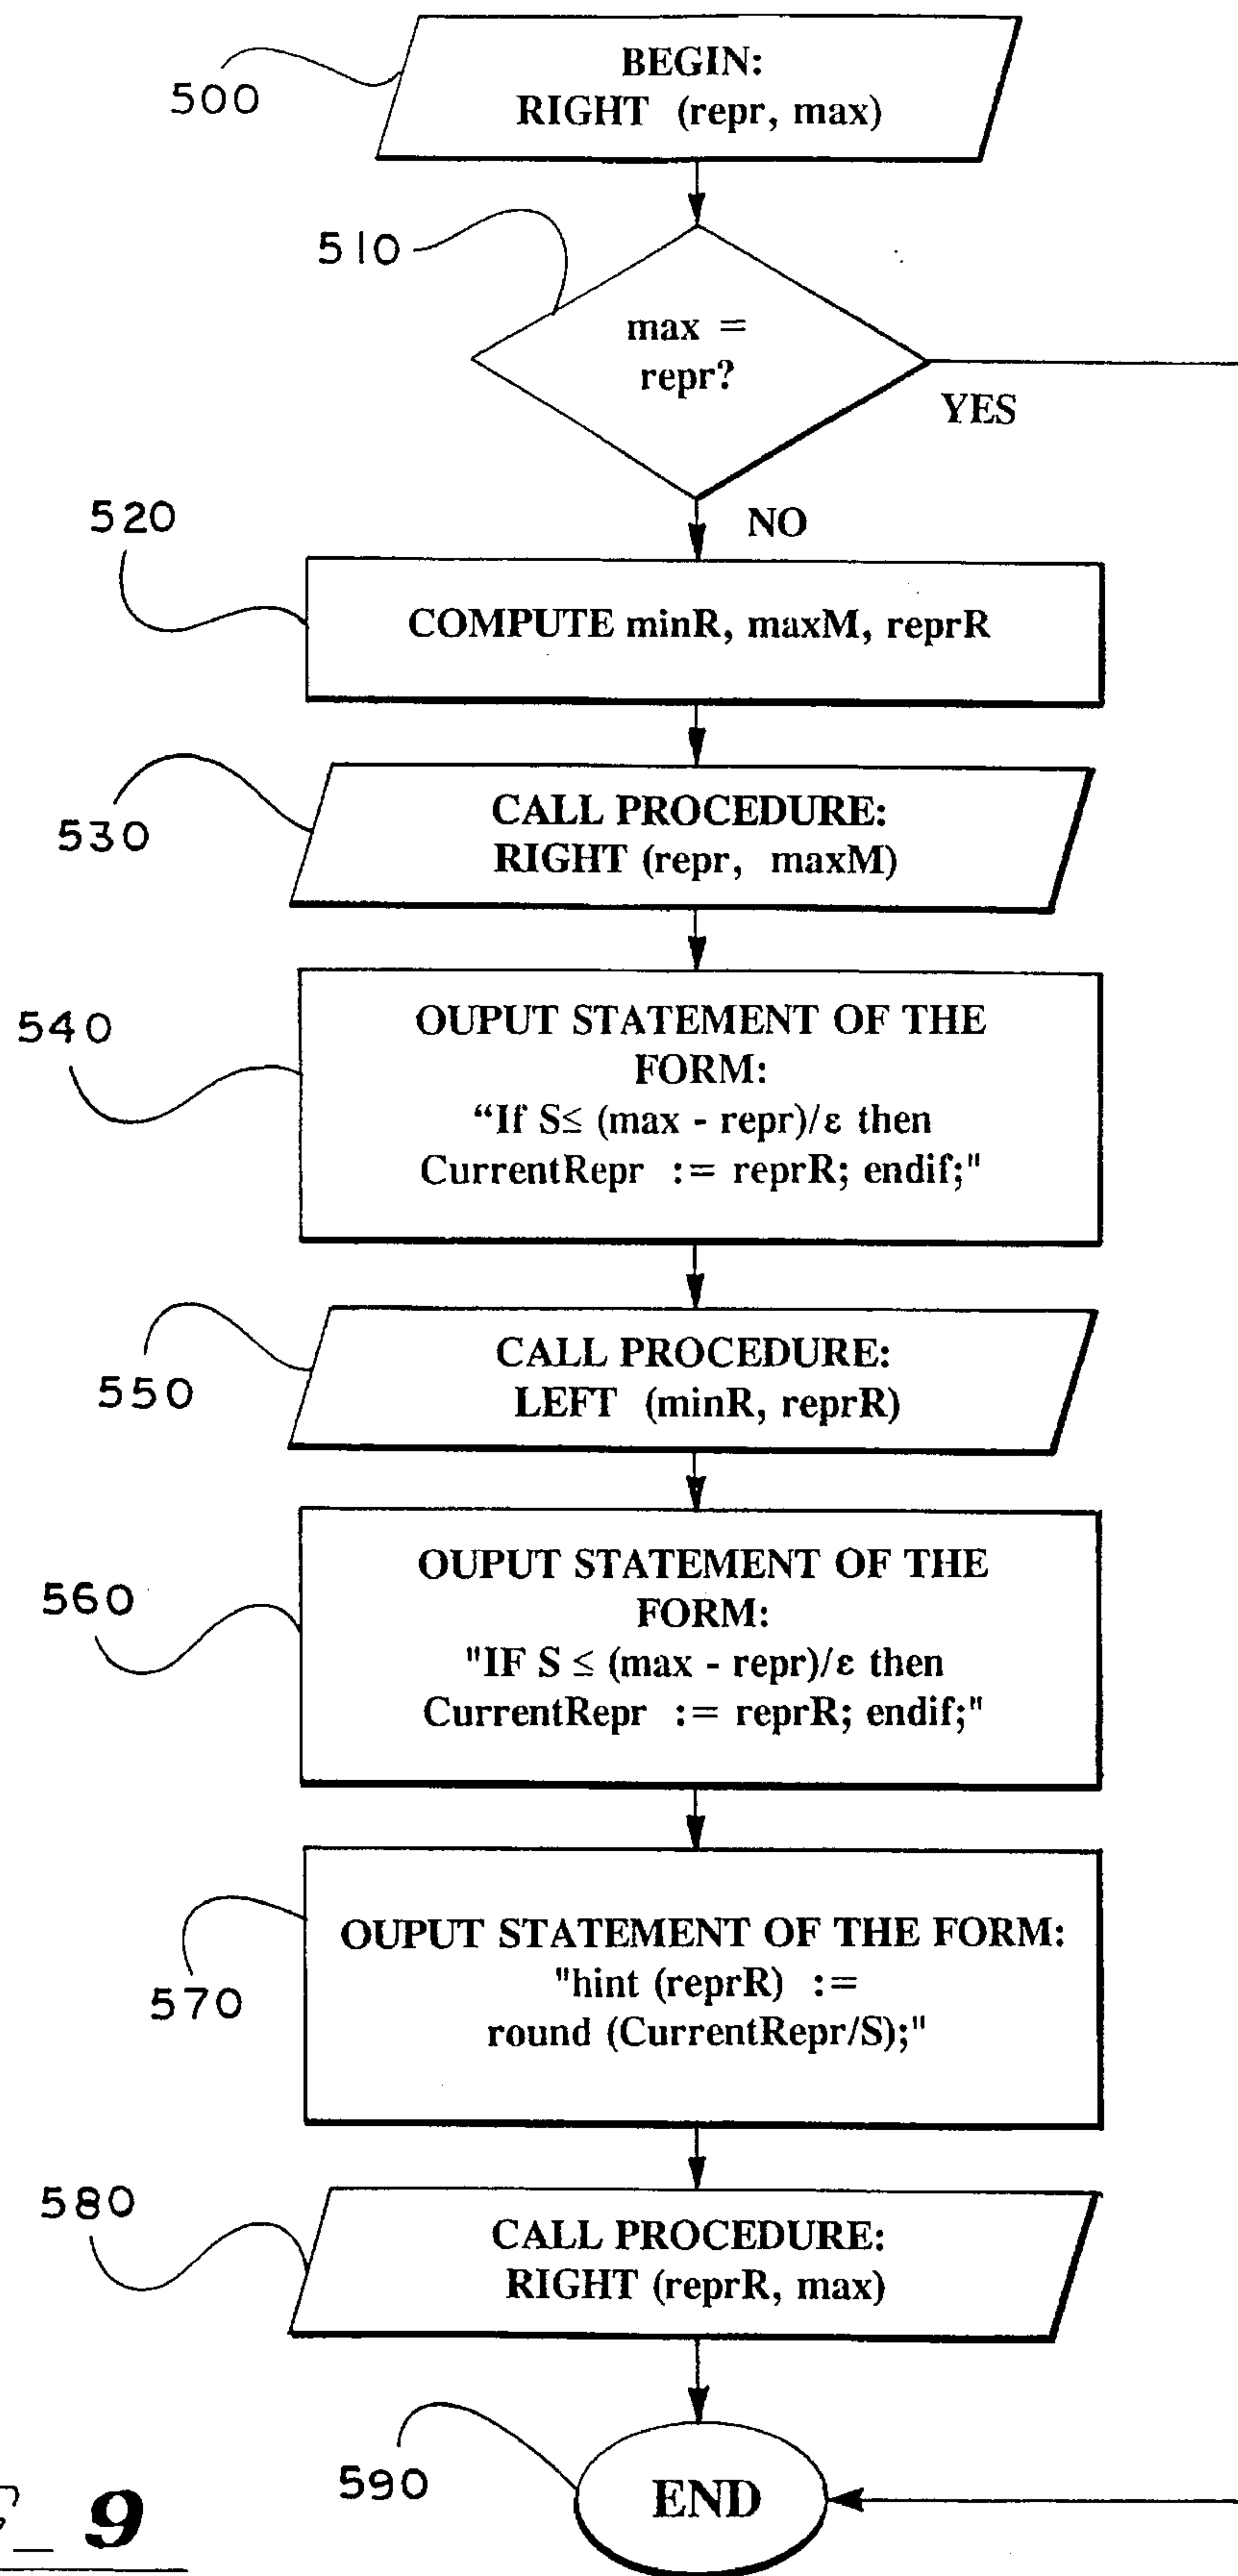 BEGIN:
RIGHT (repr, max)
500
510
max =
repr?
YES
NO
520
COMPUTE minR, maxM, reprR
530
CALL PROCEDURE:
RIGHT (repr, maxM)
540
OUPUT STATEMENT OF THE
FORM:
“If S≤ (max - repr)/ε then
CurrentRepr := reprR; endif;"
550
CALL PROCEDURE:
LEFT (minR, reprR)
560
OUPUT STATEMENT OF THE
FORM:
"IF S ≤ (max - repr)/ε then
CurrentRepr := reprR; endif;"
570
OUPUT STATEMENT OF THE FORM:
"hint (reprR) :=
round (CurrentRepr/S);"
580
CALL PROCEDURE:
RIGHT (reprR, max)
590
END
9